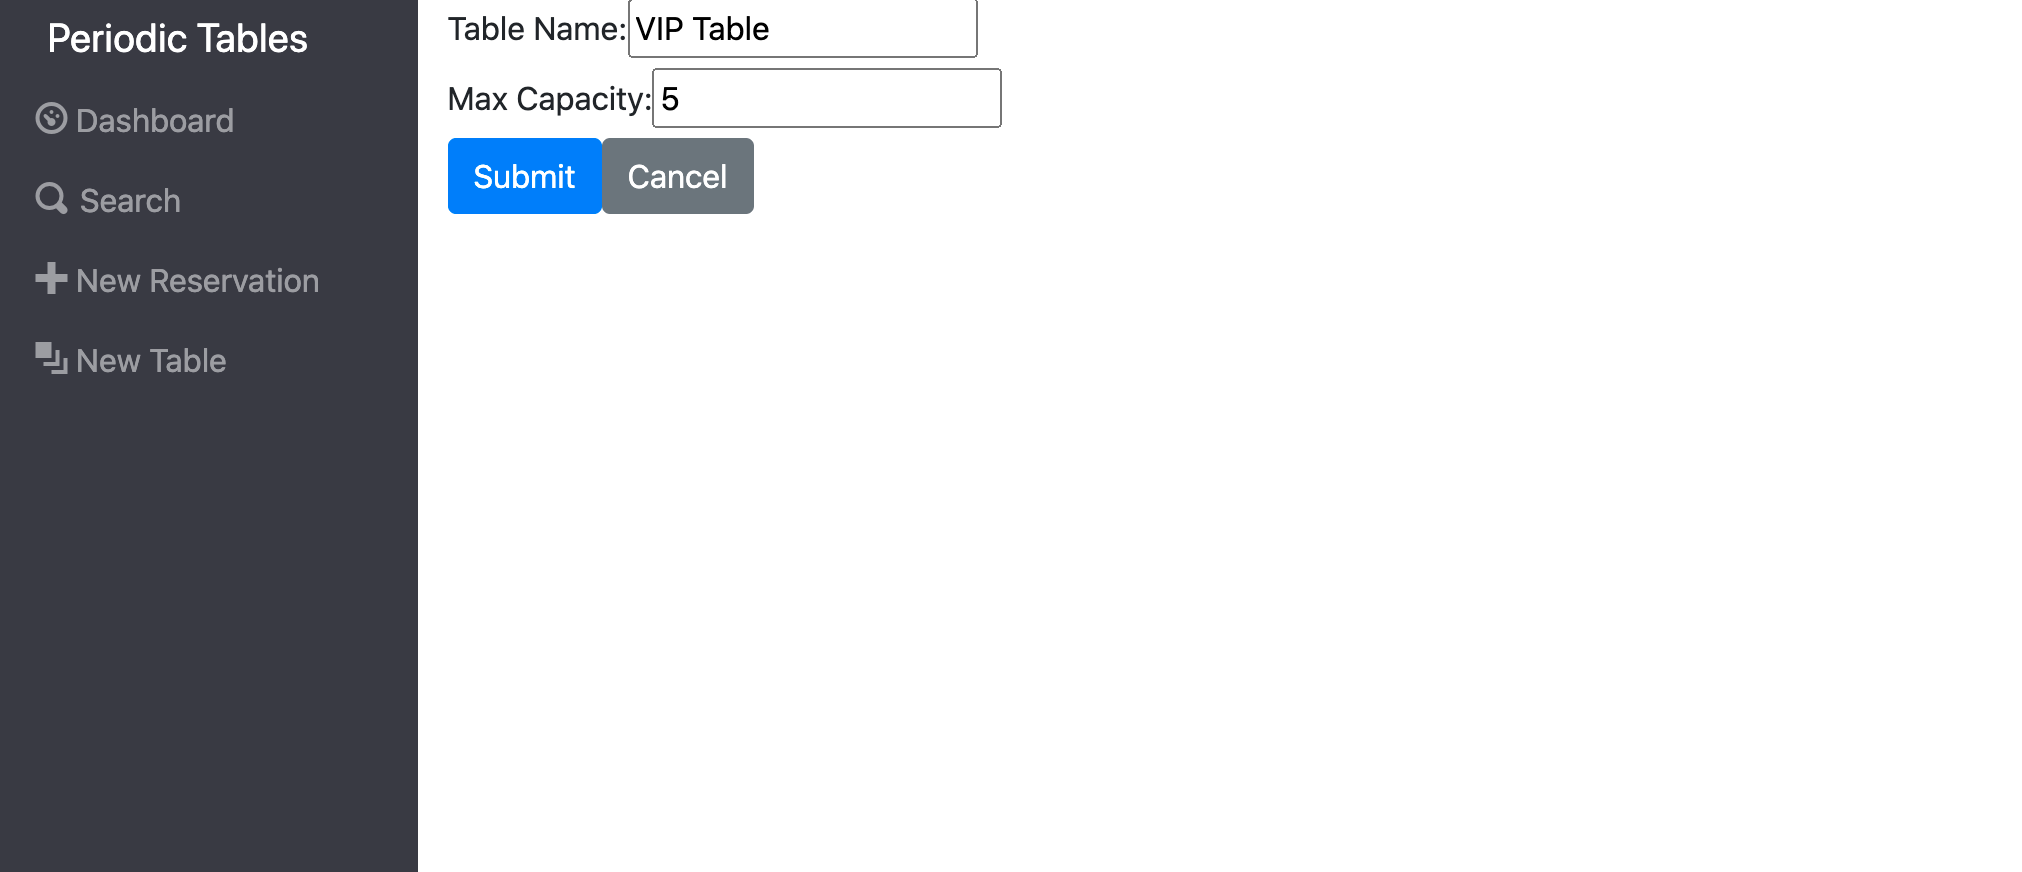 Periodic Tables
Dashboard
Search
New Reservation
New Table
Table Name: VIP Table
Max Capacity: 5
Submit Cancel